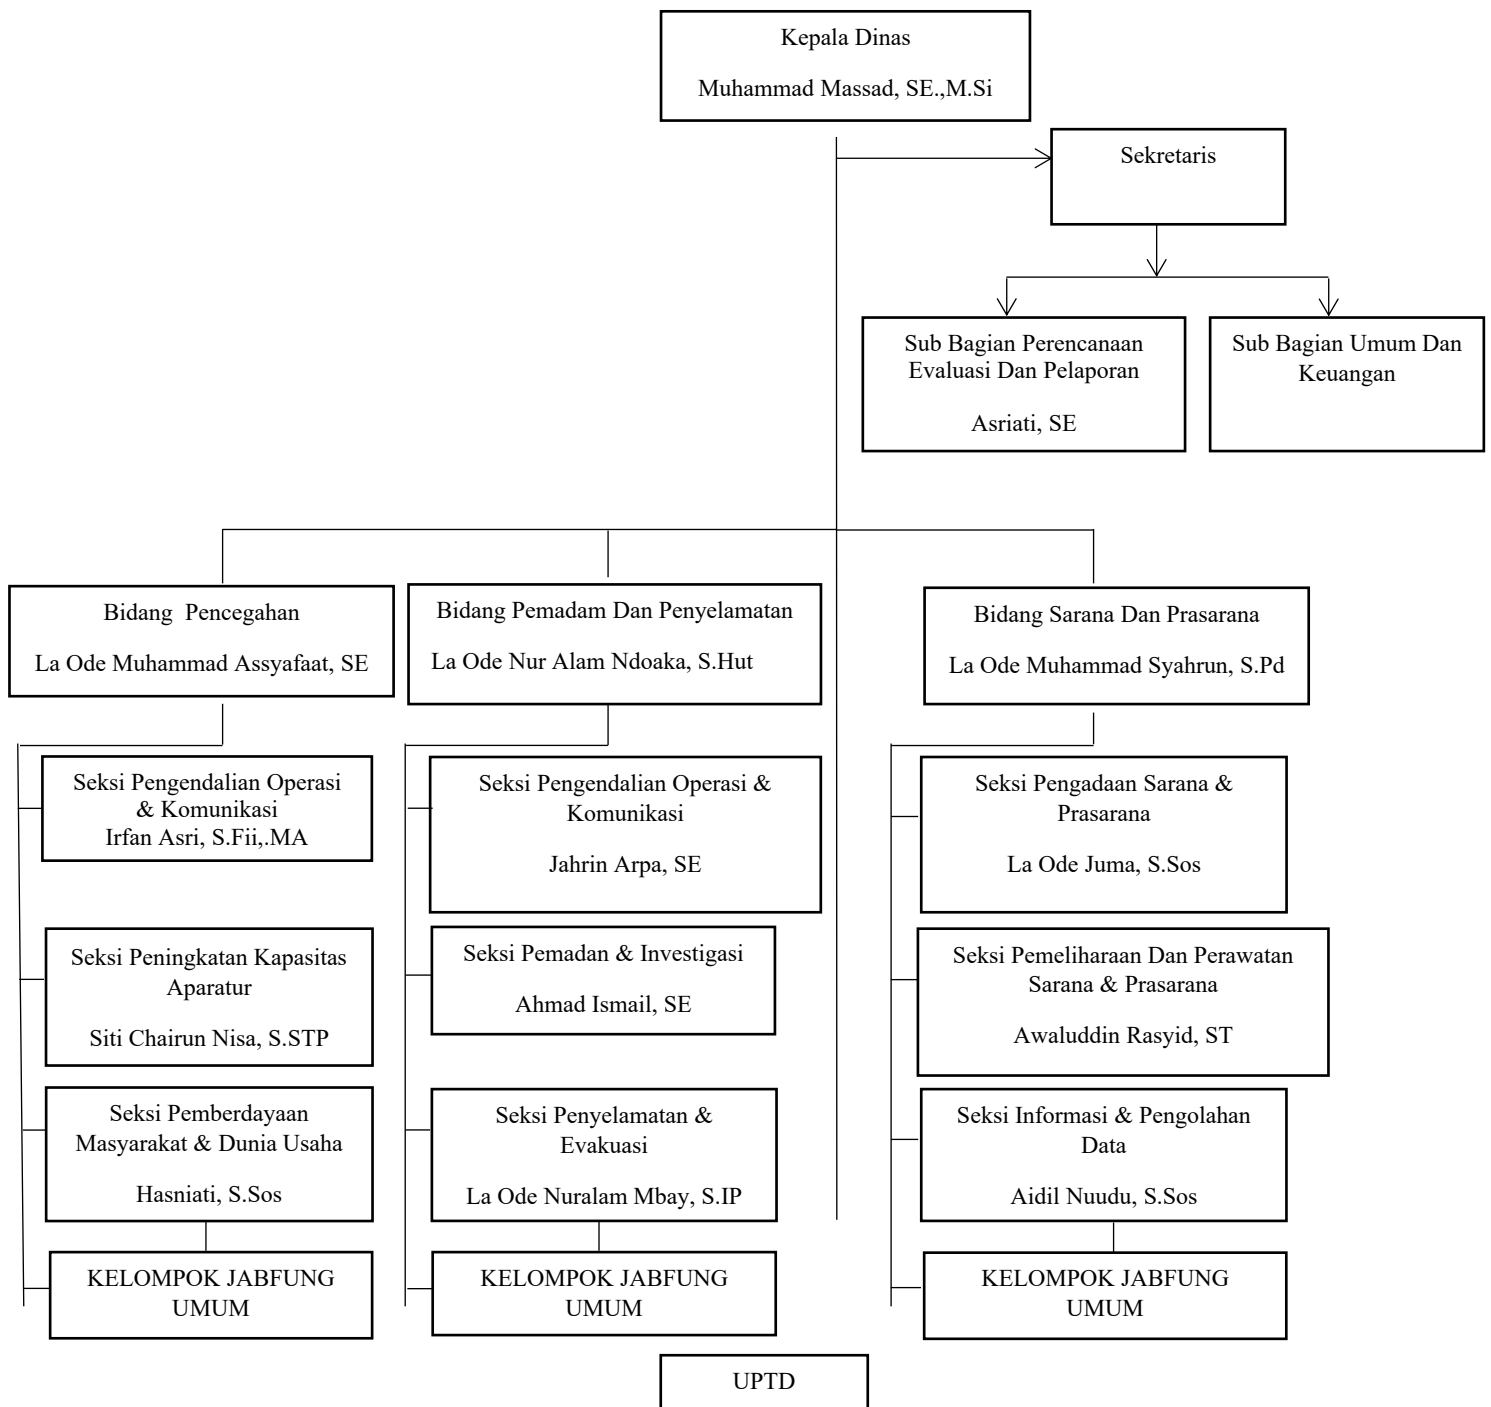 Kepala Dinas
Muhammad Massad, SE.,M.Si
Sekretaris
Sub Bagian Perencanaan
Evaluasi Dan Pelaporan
Asriati, SE
Sub Bagian Umum Dan
Keuangan
Bidang  Pencegahan
La Ode Muhammad Assyafaat, SE
Bidang Pemadam Dan Penyelamatan
La Ode Nur Alam Ndoaka, S.Hut
Bidang Sarana Dan Prasarana
La Ode Muhammad Syahrun, S.Pd
Seksi Pengendalian Operasi
& Komunikasi
Irfan Asri, S.Fii,.MA
Seksi Peningkatan Kapasitas
Aparatur
Siti Chairun Nisa, S.STP
Seksi Pemberdayaan
Masyarakat & Dunia Usaha
Hasniati, S.Sos
KELOMPOK JABFUNG
UMUM
Seksi Pengendalian Operasi &
Komunikasi
Jahrin Arpa, SE
Seksi Pemadan & Investigasi
Ahmad Ismail, SE
Seksi Penyelamatan &
Evakuasi
La Ode Nuralam Mbay, S.IP
KELOMPOK JABFUNG
UMUM
Seksi Pengadaan Sarana &
Prasarana
La Ode Juma, S.Sos
Seksi Pemeliharaan Dan Perawatan
Sarana & Prasarana
Awaluddin Rasyid, ST
Seksi Informasi & Pengolahan
Data
Aidil Nuudu, S.Sos
KELOMPOK JABFUNG
UMUM
UPTD